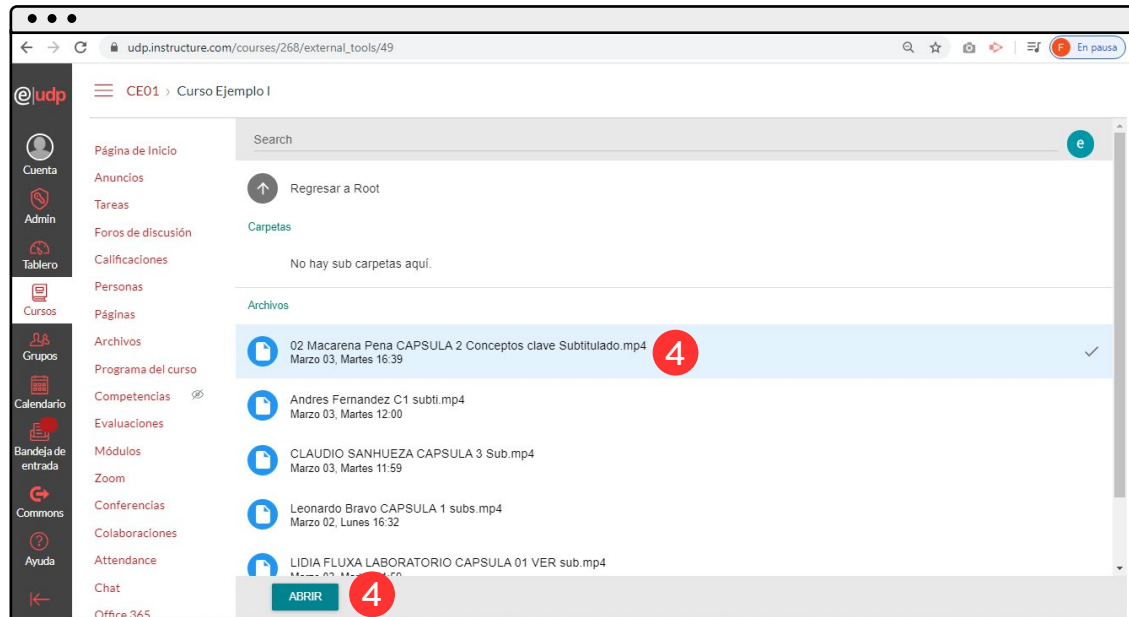 udp.instructure.com/courses/268/external_tools/49
F En pausa
e|udp
CE01 › Curso Ejemplo I
Cuenta
Admin
Tablero
Cursos
Grupos
Calendario
Bandeja de
entrada
Commons
Ayuda
Página de Inicio
Anuncios
Tareas
Foros de discusión
Calificaciones
Personas
Páginas
Archivos
Programa del curso
Competencias
Evaluaciones
Módulos
Zoom
Conferencias
Colaboraciones
Attendance
Chat
Office 365
Search
e
Regresar a Root
Carpetas
No hay sub carpetas aquí.
Archivos
02 Macarena Pena CAPSULA 2 Conceptos clave Subtitulado.mp4
Marzo 03, Martes 16:39
4
Andres Fernandez C1 subti.mp4
Marzo 03, Martes 12:00
CLAUDIO SANHUEZA CAPSULA 3 Sub.mp4
Marzo 03, Martes 11:59
Leonardo Bravo CAPSULA 1 subs.mp4
Marzo 02, Lunes 16:32
LIDIA FLUXA LABORATORIO CAPSULA 01 VER sub.mp4
ABRIR
4